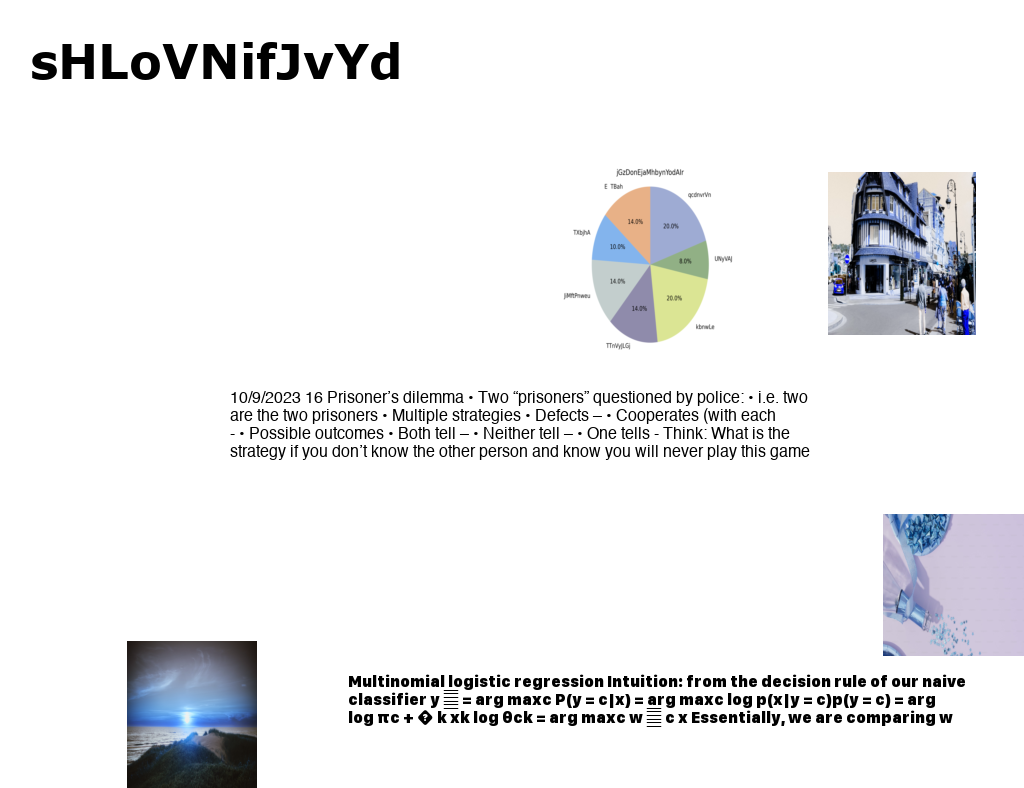 sHLoVNifJvYd
jGzDonEjaMhbynYodAIr
E TBah
qcdnvrVn
14.0%
20.0%
TXbjhA
10.0%
8.0%
UNyVAJ
14.0%
20.0%
JIMftPnweu
14.0%
kbnwLe
TTnVyjLGj
10/9/2023 16 Prisoner’s dilemma • Two “prisoners” questioned by police: • i.e. two
are the two prisoners • Multiple strategies • Defects – • Cooperates (with each
- • Possible outcomes • Both tell – • Neither tell – • One tells - Think: What is the
strategy if you don’t know the other person and know you will never play this game
Multinomial logistic regression Intuition: from the decision rule of our naive
classifier y ▤ = arg maxc P(y = c|x) = arg maxc log p(x|y = c)p(y = c) = arg
log πc + � k xk log θck = arg maxc w ▤ c x Essentially, we are comparing w